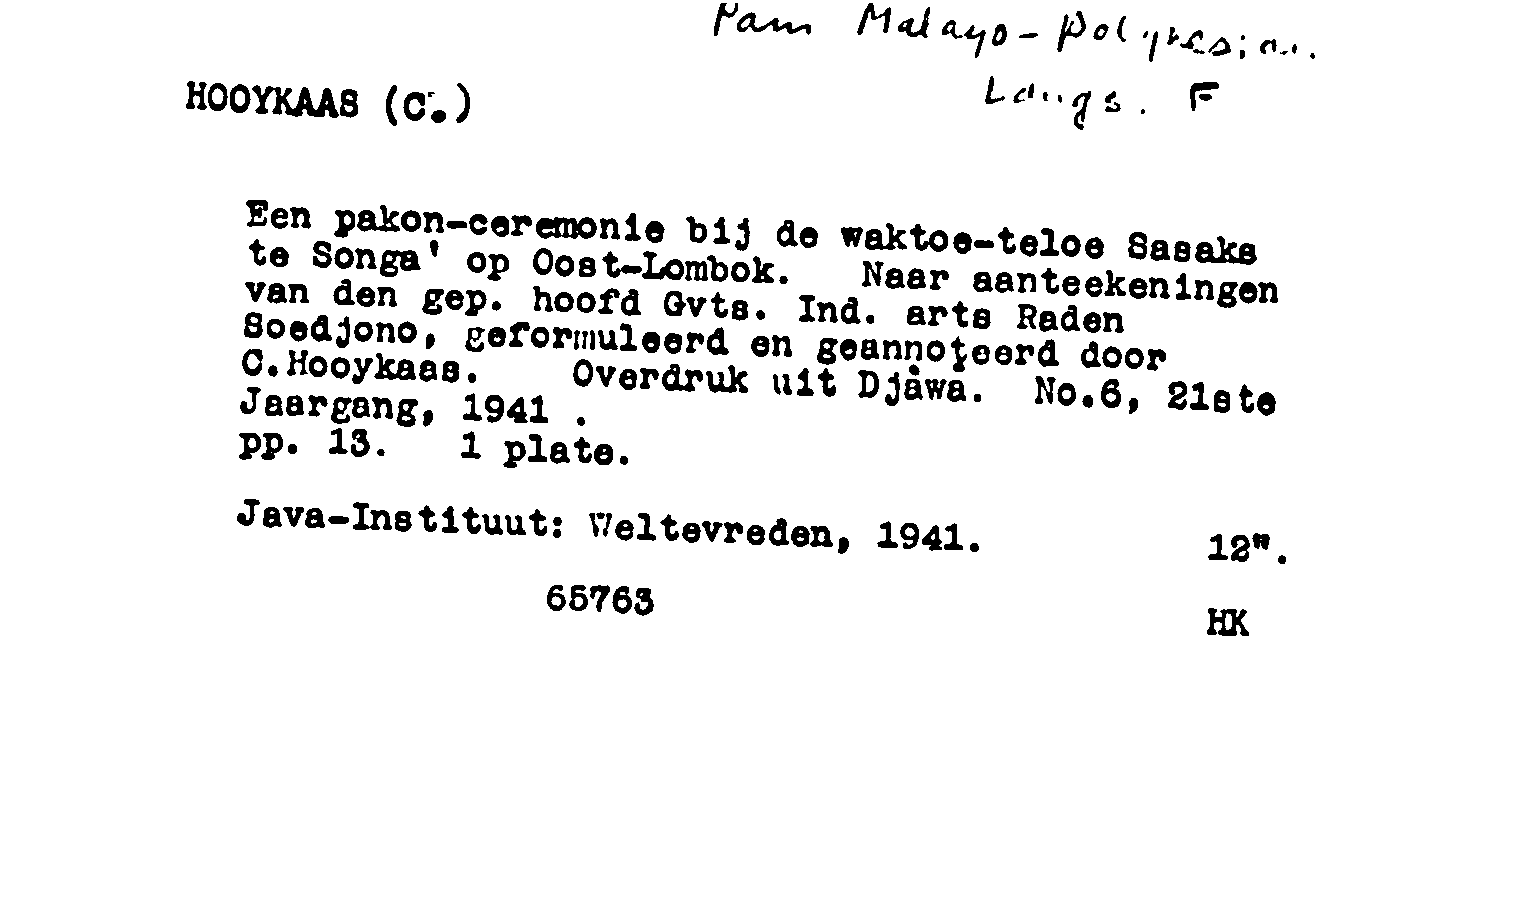 Pam Malayo-Polynesian.
Langs. F
HOOYKAAS (C.)
Een pakon-ceremonie bij de waktoe-teloe Sasaks
te Songa' op Oost-Lombok. Naar aanteekeningen
van den gep. hoofd Gvts. Ind. arts Raden
Soedjono, geformuleerd en geannoteerd door
C.Hooykaas. Overdruk uit Djåwa. No.6, 21ste
Jaargang, 1941 .
pp. 13. 1 plate.
Java-Instituut: Weltevreden, 1941. 12".
65763
HK